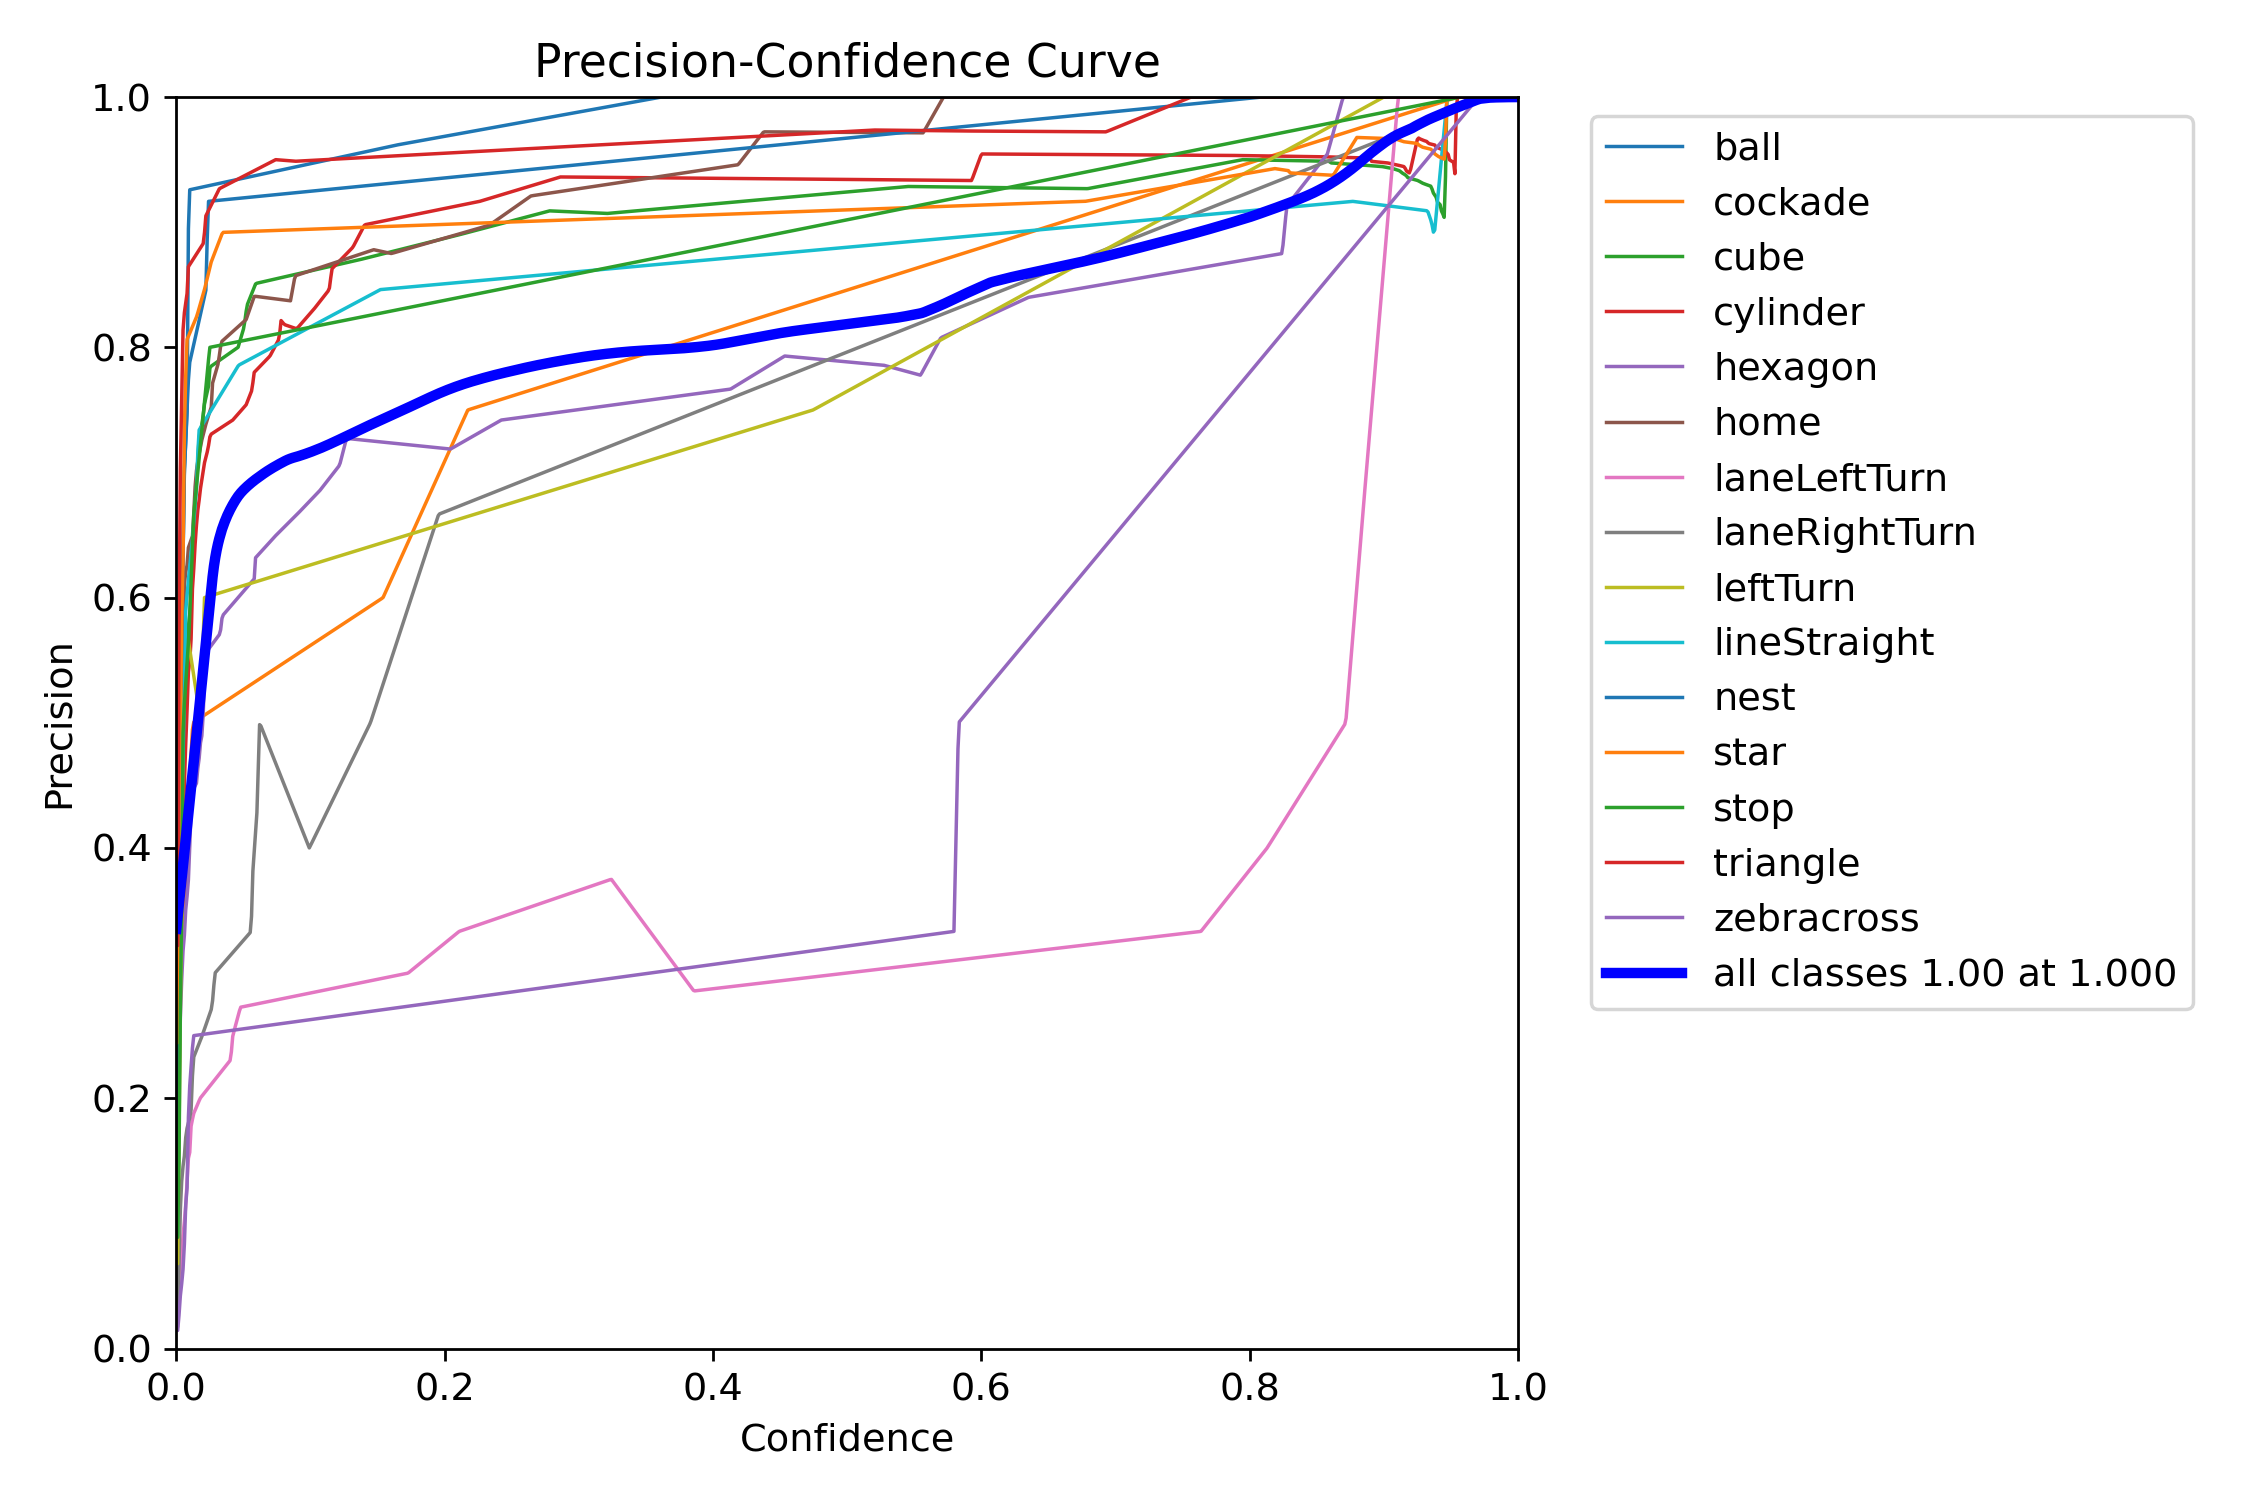 Precision-Confidence Curve
1.0
0.8
0.6
0.4
0.2
0.0
Precision
0.0 0.2 0.4 0.6 0.8 1.0
Confidence
ball
cockade
cube
cylinder
hexagon
home
laneLeftTurn
laneRightTurn
leftTurn
lineStraight
nest
star
stop
triangle
zebracross
all classes 1.00 at 1.000